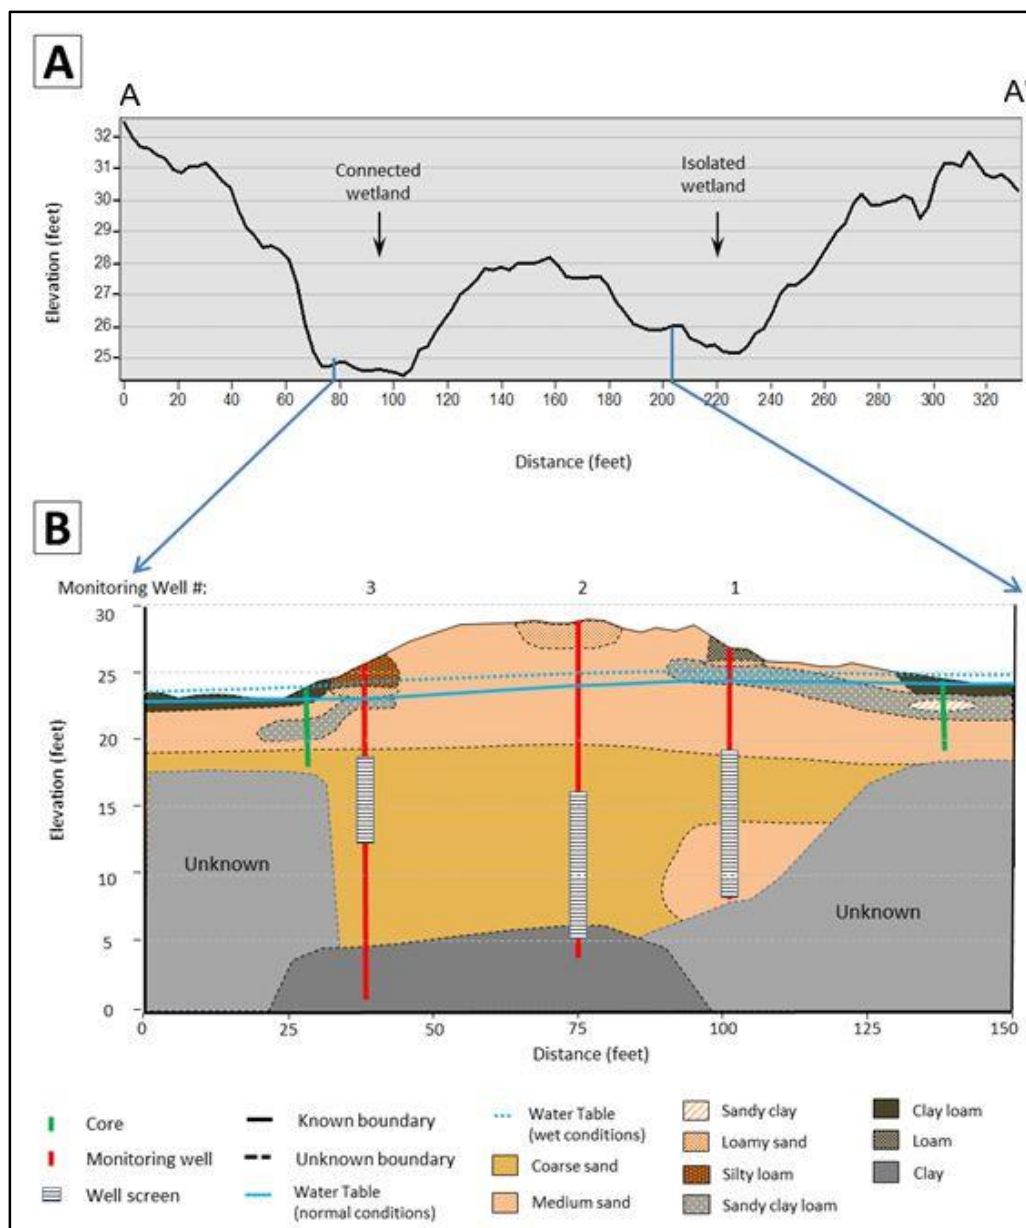 A
A
A'
32
31
30
29
28
27
26
25
Elevation (feet)
Connected
wetland
Isolated
wetland
0 20 40 60 80 100 120 140 160 180 200 220 240 260 280 300 320
Distance (feet)
B
Monitoring Well #: 3 2 1
30
25
20
15
10
5
0
Elevation (feet)
Unknown
Unknown
0 25 50 75 100 125 150
Distance (feet)
Core
Monitoring well
Well screen
Known boundary
Unknown boundary
Water Table
(normal conditions)
Water Table
(wet conditions)
Coarse sand
Medium sand
Sandy clay
Loamy sand
Silty loam
Sandy clay loam
Clay loam
Loam
Clay